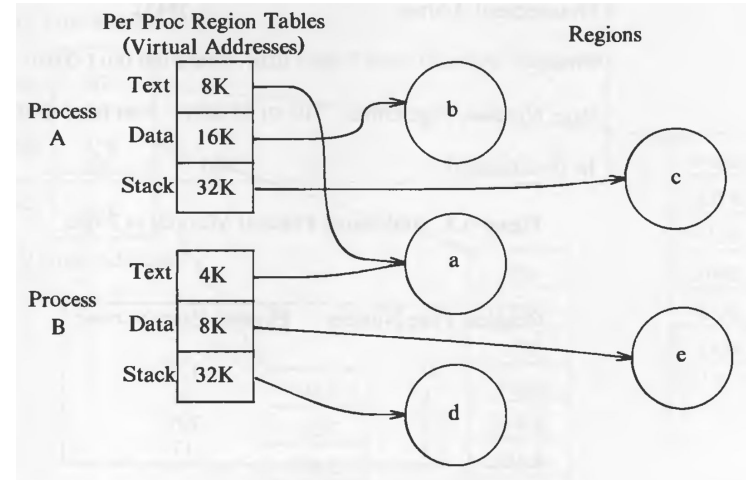 Per Proc Region Tables
(Virtual Addresses)
Regions
Process
A
Text 8K
Data 16K
Stack 32K
b
c
Process
B
Text 4K
Data 8K
Stack 32K
a
e
d